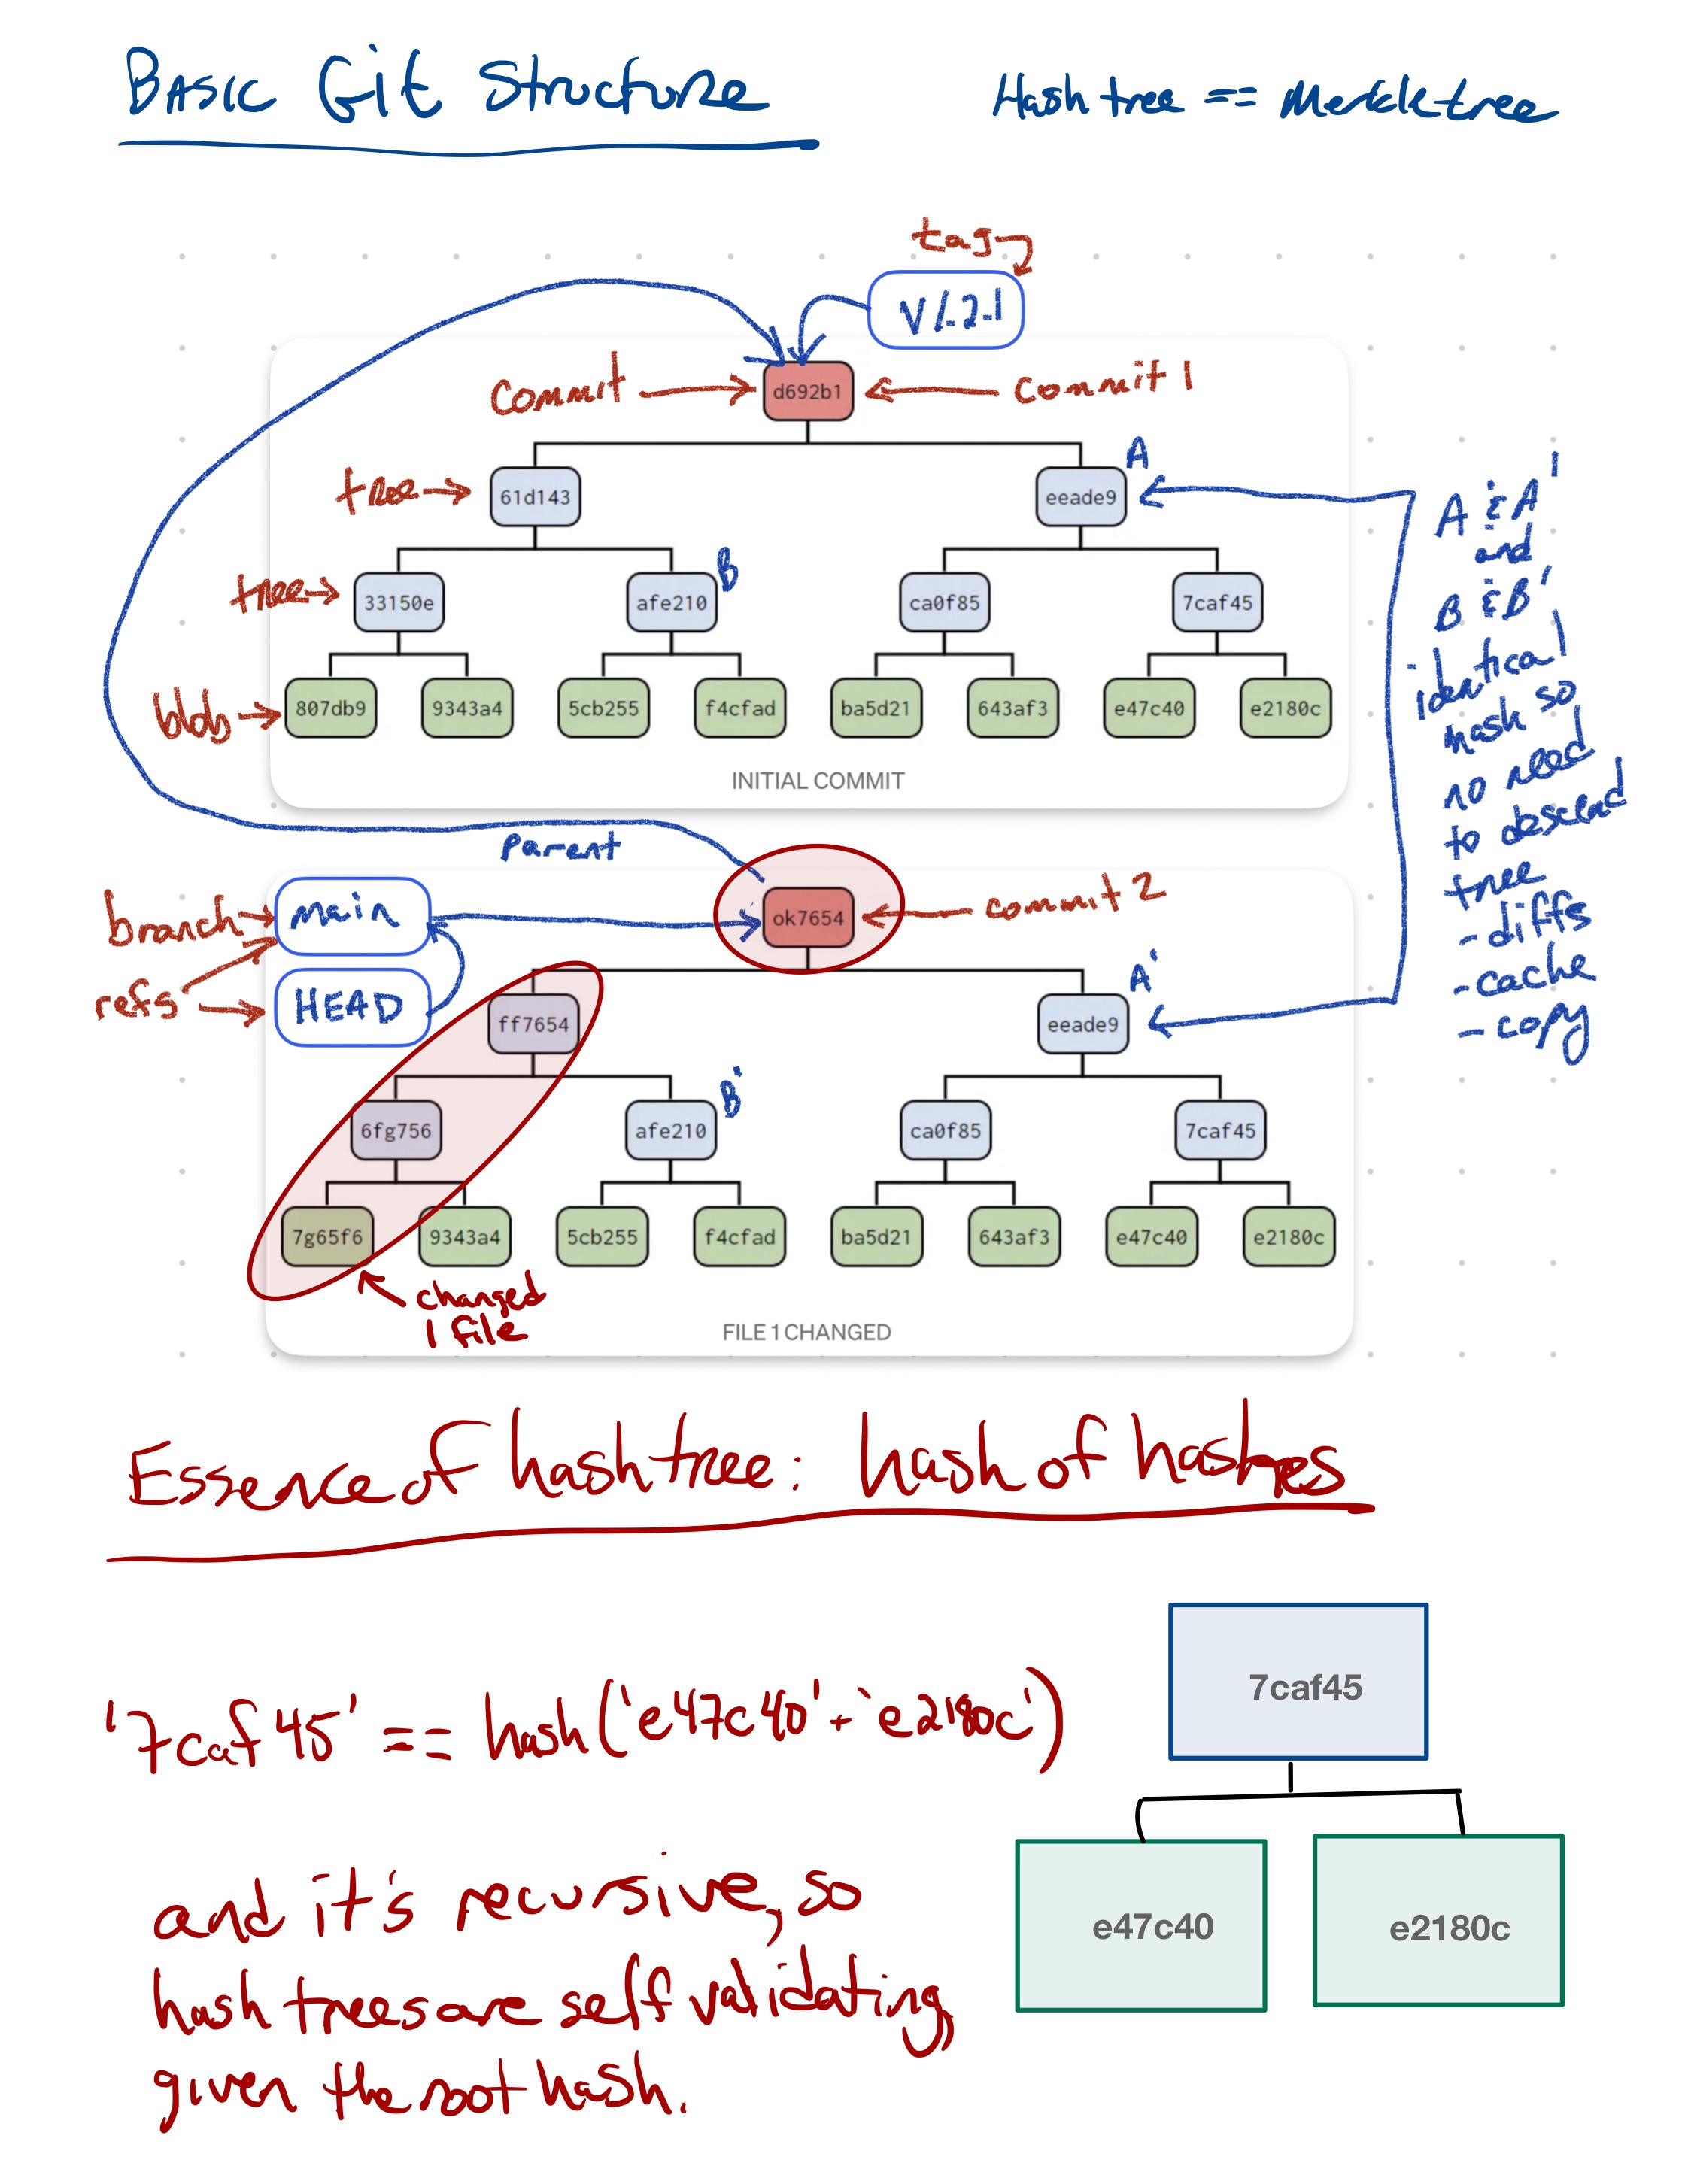 BASIC Git Structure
Hash tree == Merkle tree
tag
V1.2.1
commit
d692b1
commit 1
tree
61d143
eeade9
A
tree
33150e
afe210
B
ca0f85
7caf45
blob
807db9
9343a4
5cb255
f4cfad
ba5d21
643af3
e47c40
e2180c
INITIAL COMMIT
A & A'
and
B & B'
identical
hash so
no need
to descend
tree
- diffs
- cache
- copy
Parent
branch
main
ok7654
commit 2
refs
HEAD
ff7654
eeade9
A'
6fg756
afe210
B'
ca0f85
7caf45
7g65f6
9343a4
5cb255
f4cfad
ba5d21
643af3
e47c40
e2180c
changed
1 file
FILE 1 CHANGED
Essence of hash tree: hash of hashes
'7caf45' == hash('e47c40' + 'e2180c')
7caf45
e47c40
e2180c
and it's recursive, so
hash trees are self validating,
given the root hash.